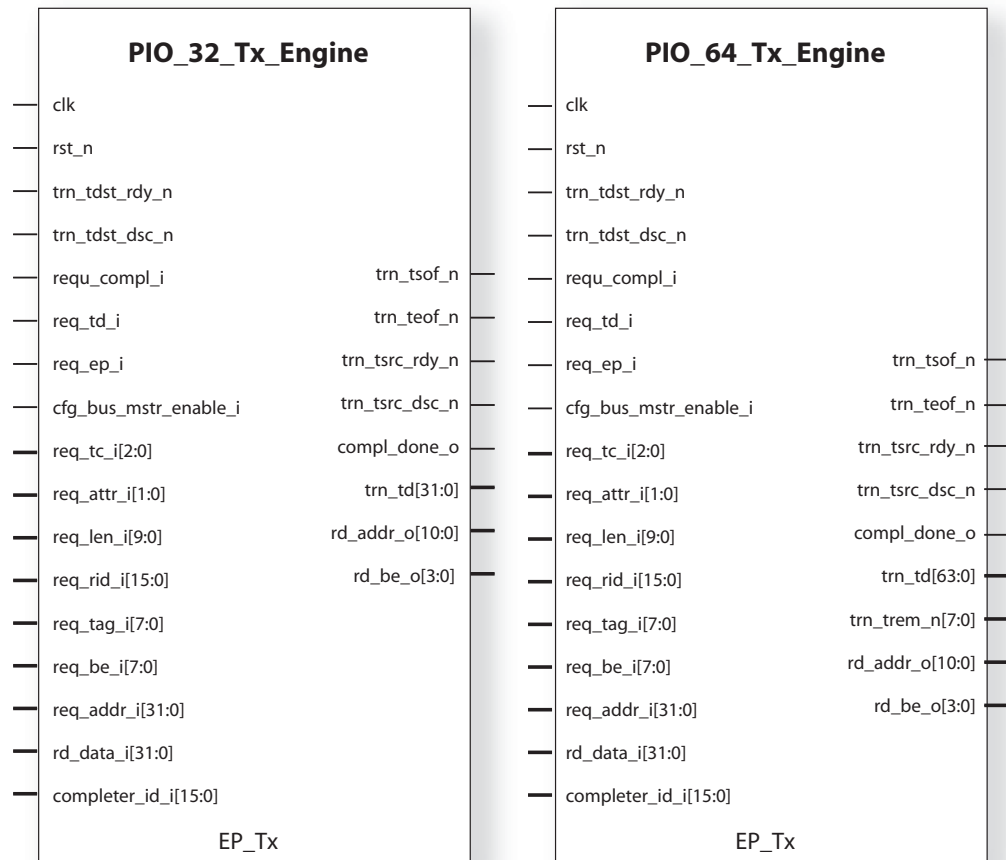 PIO_32_Tx_Engine
clk
rst_n
trn_tdst_rdy_n
trn_tdst_dsc_n
requ_compl_i
req_td_i
req_ep_i
cfg_bus_mstr_enable_i
req_tc_i[2:0]
req_attr_i[1:0]
req_len_i[9:0]
req_rid_i[15:0]
req_tag_i[7:0]
req_be_i[7:0]
req_addr_i[31:0]
rd_data_i[31:0]
completer_id_i[15:0]
trn_tsof_n
trn_teof_n
trn_tsrc_rdy_n
trn_tsrc_dsc_n
compl_done_o
trn_td[31:0]
rd_addr_o[10:0]
rd_be_o[3:0]
EP_Tx
PIO_64_Tx_Engine
clk
rst_n
trn_tdst_rdy_n
trn_tdst_dsc_n
requ_compl_i
req_td_i
req_ep_i
cfg_bus_mstr_enable_i
req_tc_i[2:0]
req_attr_i[1:0]
req_len_i[9:0]
req_rid_i[15:0]
req_tag_i[7:0]
req_be_i[7:0]
req_addr_i[31:0]
rd_data_i[31:0]
completer_id_i[15:0]
trn_tsof_n
trn_teof_n
trn_tsrc_rdy_n
trn_tsrc_dsc_n
compl_done_o
trn_td[63:0]
trn_trem_n[7:0]
rd_addr_o[10:0]
rd_be_o[3:0]
EP_Tx